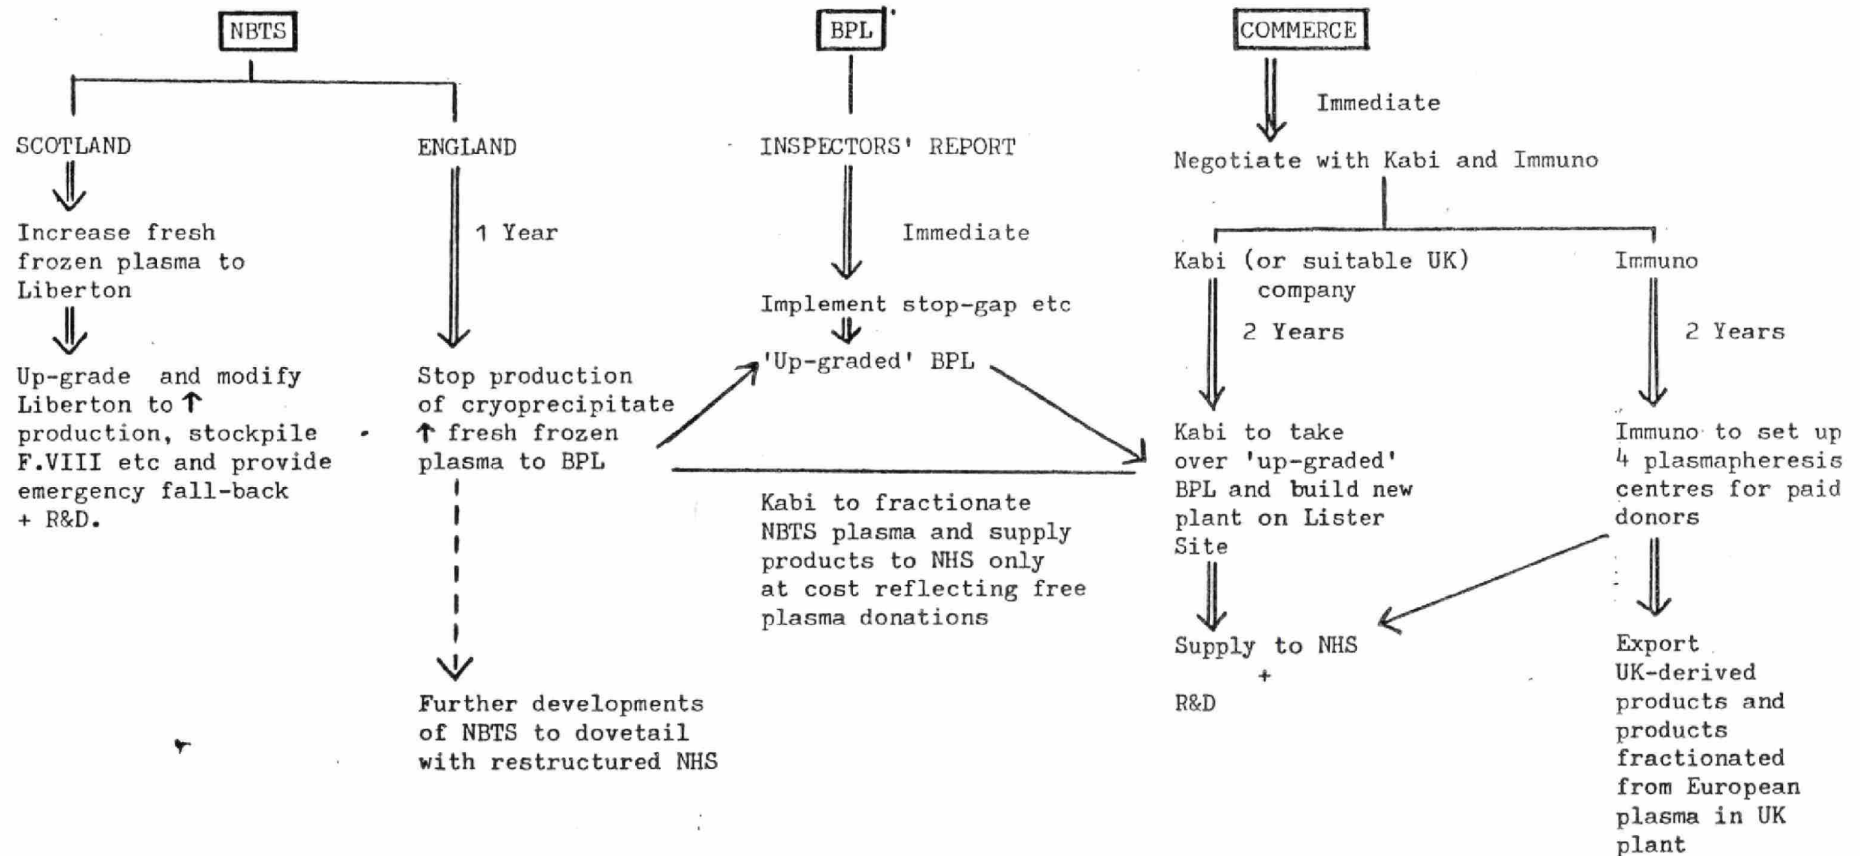 NBTS
SCOTLAND
Increase fresh
frozen plasma to
Liberton
Up-grade and modify
Liberton to ↑
production, stockpile
F.VIII etc and provide
emergency fall-back
+ R&D.
ENGLAND
1 Year
Stop production
of cryoprecipitate
↑ fresh frozen
plasma to BPL
Further developments
of NBTS to dovetail
with restructured NHS
BPL
INSPECTORS' REPORT
Immediate
Implement stop-gap etc
'Up-graded' BPL
Kabi to fractionate
NBTS plasma and supply
products to NHS only
at cost reflecting free
plasma donations
COMMERCE
Immediate
Negotiate with Kabi and Immuno
Kabi (or suitable UK)
company
2 Years
Kabi to take
over 'up-graded'
BPL and build new
plant on Lister
Site
Supply to NHS
+
R&D
Immuno
2 Years
Immuno to set up
4 plasmapheresis
centres for paid
donors
Export
UK-derived
products and
products
fractionated
from European
plasma in UK
plant